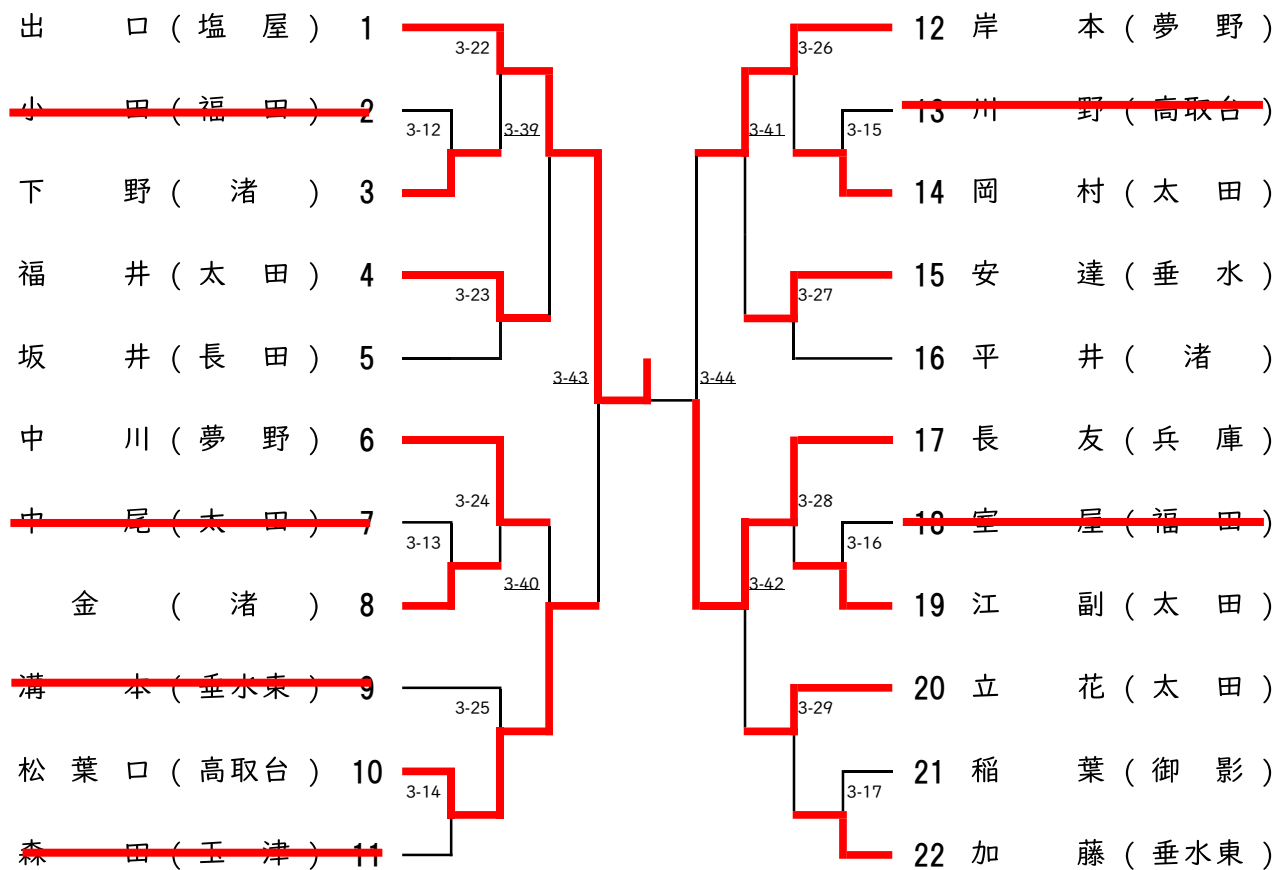 出 口 ( 塩 屋 ) 1
小 田 ( 福 田 ) 2
下 野 ( 渚 ) 3
福 井 ( 太 田 ) 4
坂 井 ( 長 田 ) 5
中 川 ( 夢 野 ) 6
中 尾 ( 太 田 ) 7
金 ( 渚 ) 8
溝 本 ( 垂水東 ) 9
松 葉 口 ( 高取台 ) 10
森 田 ( 玉 津 ) 11
3-22
3-12
3-39
3-23
3-43
3-24
3-13
3-40
3-25
3-14
3-26
3-41
3-15
3-27
3-44
3-28
3-16
3-42
3-29
3-17
12 岸 本 ( 夢 野 )
13 川 野 ( 高取台 )
14 岡 村 ( 太 田 )
15 安 達 ( 垂 水 )
16 平 井 ( 渚 )
17 長 友 ( 兵 庫 )
18 室 屋 ( 福 田 )
19 江 副 ( 太 田 )
20 立 花 ( 太 田 )
21 稲 葉 ( 御 影 )
22 加 藤 ( 垂水東 )